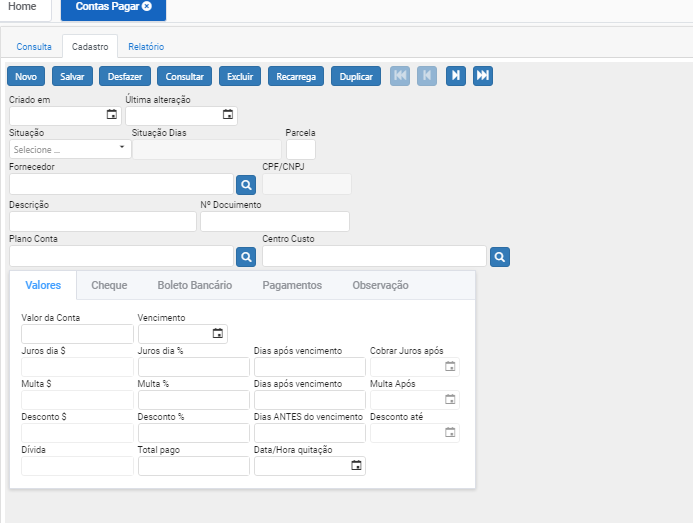 Home Contas Pagar
Consulta Cadastro Relatório
Novo Salvar Desfazer Consultar Excluir Recarrega Duplicar
Criado em Última alteração
Situação Situação Dias Parcela
Selecione ...
Fornecedor CPF/CNPJ
Descrição Nº Docuimento
Plano Conta Centro Custo
Valores Cheque Boleto Bancário Pagamentos Observação
Valor da Conta Vencimento
Juros dia $ Juros dia % Dias após vencimento Cobrar Juros após
Multa $ Multa % Dias após vencimento Multa Após
Desconto $ Desconto % Dias ANTES do vencimento Desconto até
Dívida Total pago Data/Hora quitação